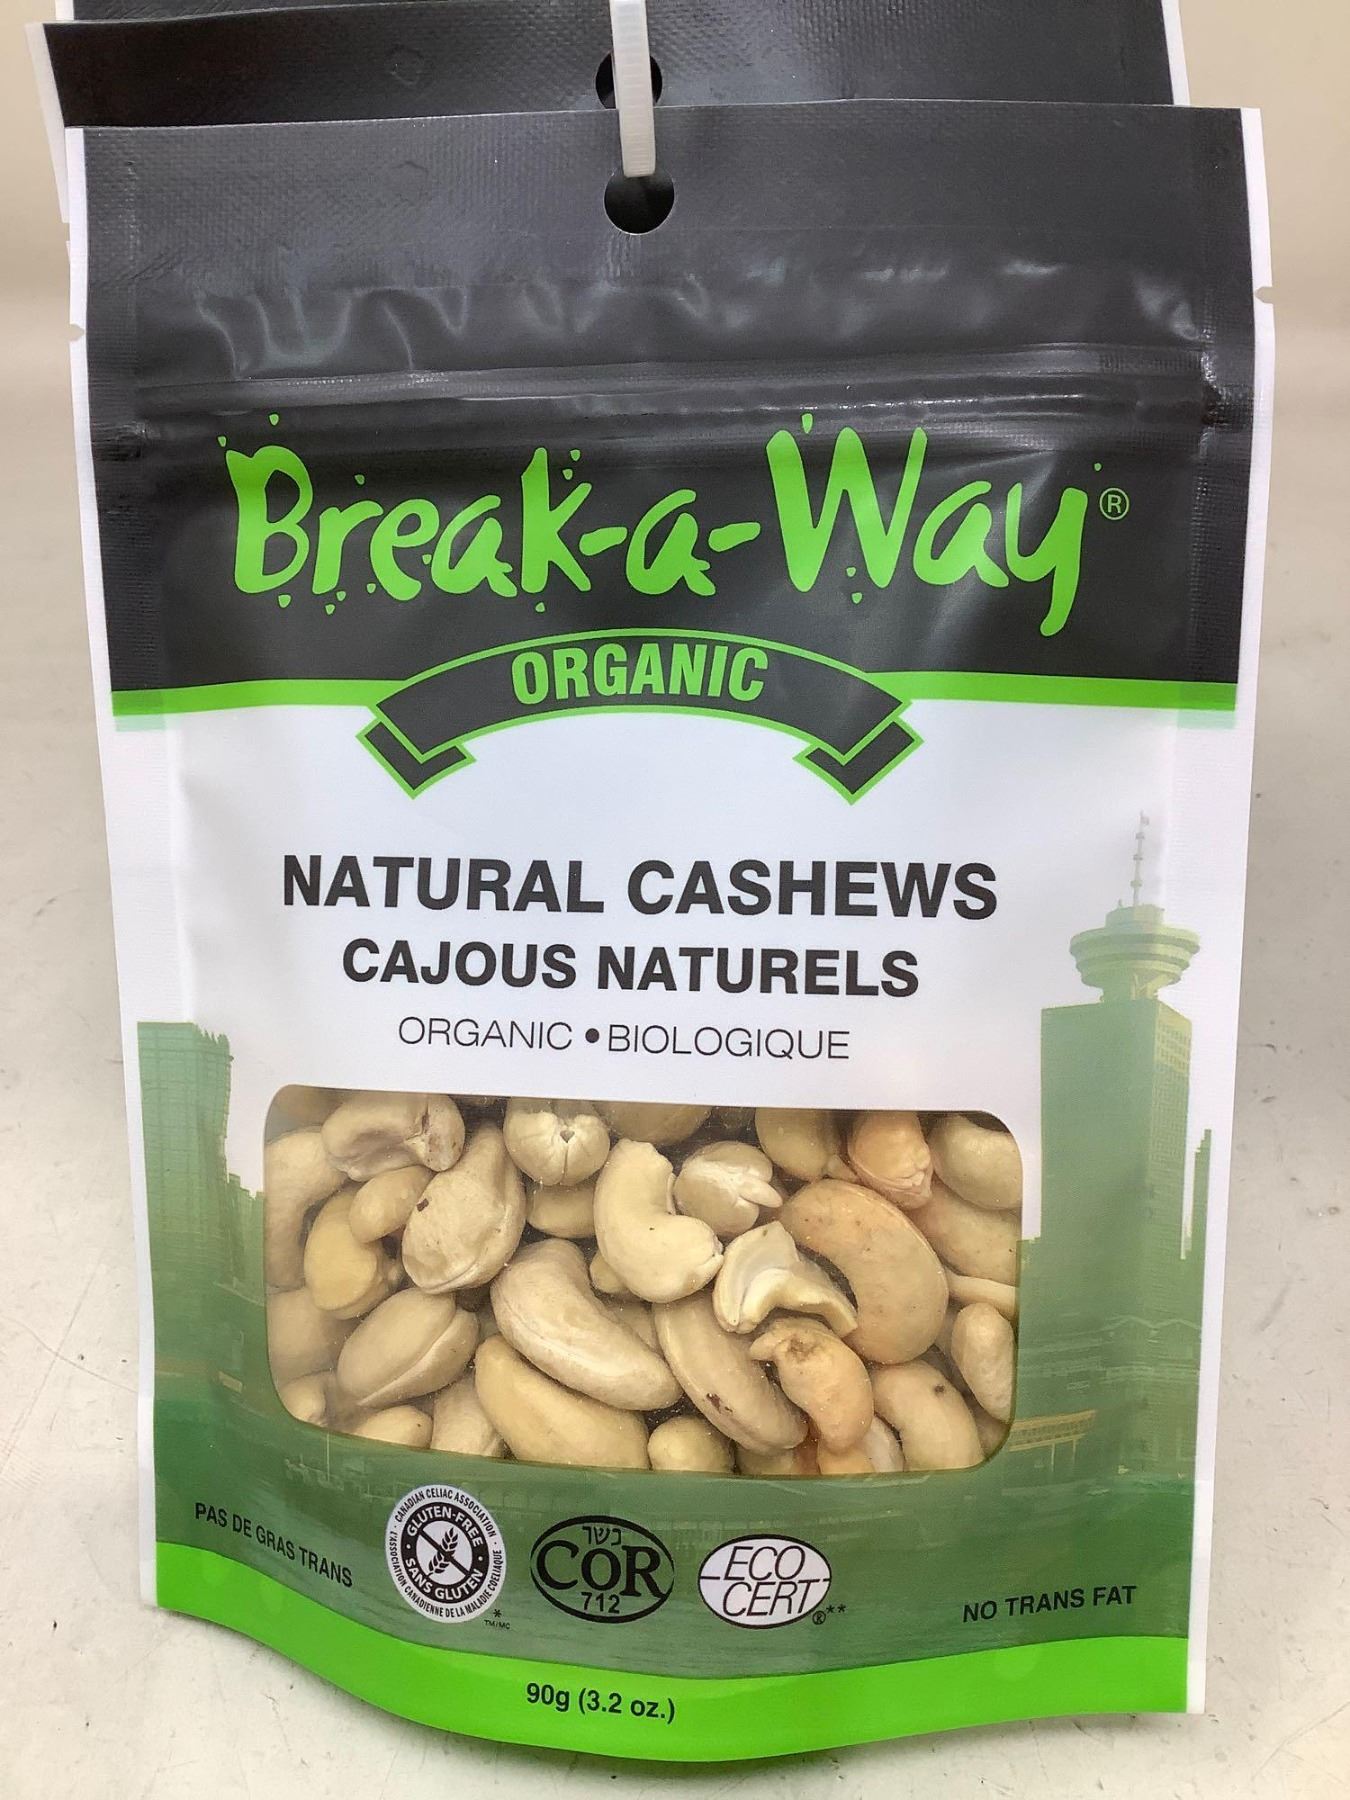 Break-a-Way®
ORGANIC
NATURAL CASHEWS
CAJOUS NATURELS
ORGANIC • BIOLOGIQUE
PAS DE GRAS TRANS
CANADIAN CELIAC ASSOCIATION
GLUTEN-FREE
SANS GLUTEN
L'ASSOCIATION CANADIENNE DE LA MALADIE COELIAQUE
*
TM/MC
כשר
COR
712
ECO
CERT®**
NO TRANS FAT
90g (3.2 oz.)